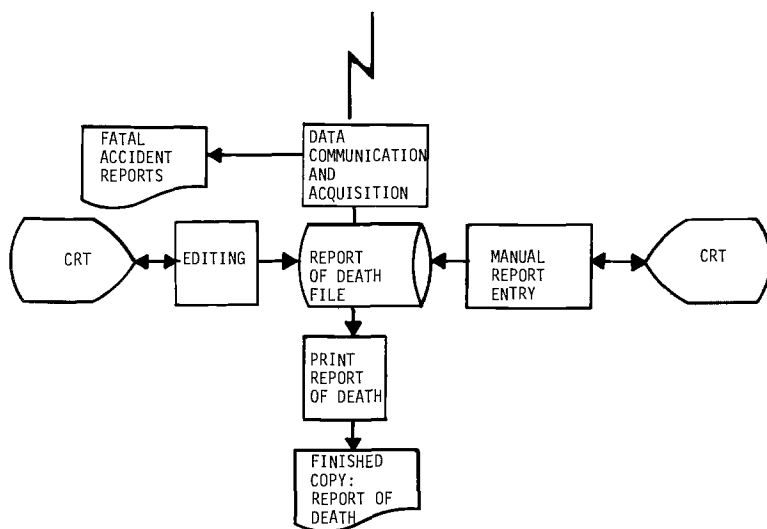 FATAL
ACCIDENT
REPORTS
DATA
COMMUNICATION
AND
ACQUISITION
CRT
EDITING
REPORT
OF DEATH
FILE
MANUAL
REPORT
ENTRY
CRT
PRINT
REPORT
OF DEATH
FINISHED
COPY:
REPORT OF
DEATH